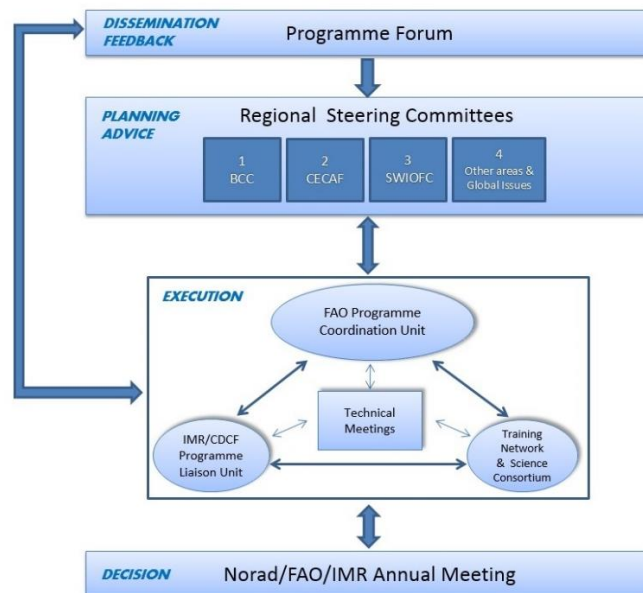 DISSEMINATION
FEEDBACK
Programme Forum
PLANNING
ADVICE
Regional Steering Committees
1
BCC
2
CECAF
3
SWIOFC
4
Other areas &
Global Issues
EXECUTION
FAO Programme
Coordination Unit
Technical
Meetings
IMR/CDCF
Programme
Liaison Unit
Training
Network
& Science
Consortium
DECISION
Norad/FAO/IMR Annual Meeting